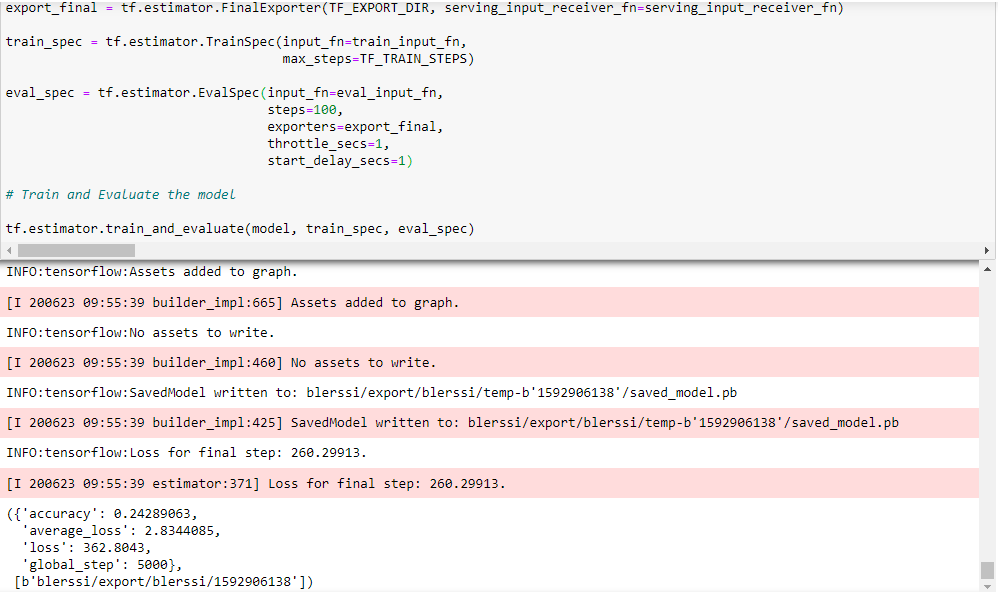 export_final = tf.estimator.FinalExporter(TF_EXPORT_DIR, serving_input_receiver_fn=serving_input_receiver_fn)
train_spec = tf.estimator.TrainSpec(input_fn=train_input_fn,
max_steps=TF_TRAIN_STEPS)
eval_spec = tf.estimator.EvalSpec(input_fn=eval_input_fn,
steps=100,
exporters=export_final,
throttle_secs=1,
start_delay_secs=1)
# Train and Evaluate the model
tf.estimator.train_and_evaluate(model, train_spec, eval_spec)
INFO:tensorflow:Assets added to graph.
[I 200623 09:55:39 builder_impl:665] Assets added to graph.
INFO:tensorflow:No assets to write.
[I 200623 09:55:39 builder_impl:460] No assets to write.
INFO:tensorflow:SavedModel written to: blerssi/export/blerssi/temp-b'1592906138'/saved_model.pb
[I 200623 09:55:39 builder_impl:425] SavedModel written to: blerssi/export/blerssi/temp-b'1592906138'/saved_model.pb
INFO:tensorflow:Loss for final step: 260.29913.
[I 200623 09:55:39 estimator:371] Loss for final step: 260.29913.
({'accuracy': 0.24289063,
'average_loss': 2.8344085,
'loss': 362.8043,
'global_step': 5000},
[b'blerssi/export/blerssi/1592906138'])